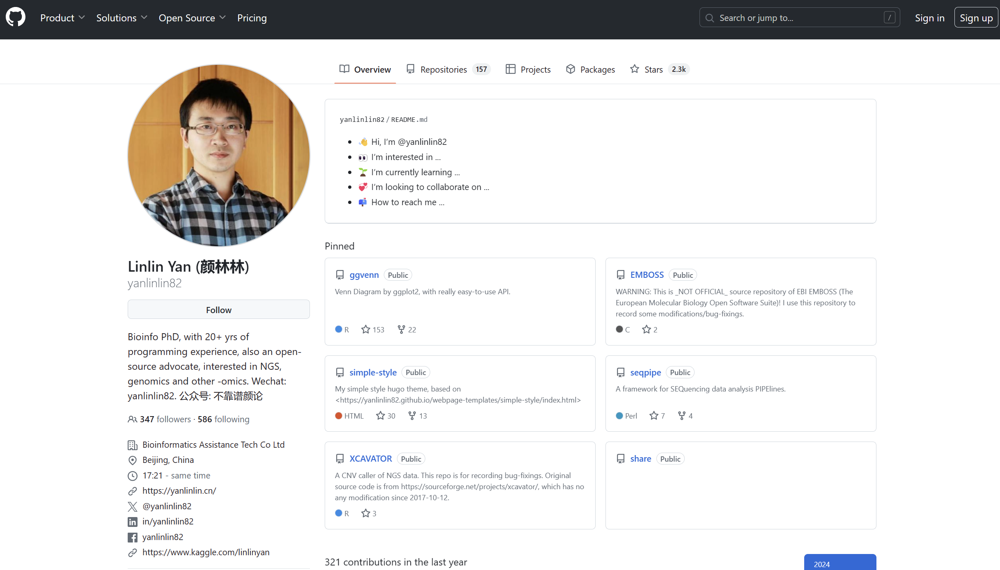 Product Solutions Open Source Pricing Search or jump to... / Sign in Sign up
Overview Repositories 157 Projects Packages Stars 2.3k
Linlin Yan (颜林林)
yanlinlin82
Follow
Bioinfo PhD, with 20+ yrs of
programming experience, also an open-
source advocate, interested in NGS,
genomics and other -omics. Wechat:
yanlinlin82. 公众号: 不靠谱颜论
347 followers · 586 following
Bioinformatics Assistance Tech Co Ltd
Beijing, China
17:21 - same time
https://yanlinlin.cn/
@yanlinlin82
in/yanlinlin82
yanlinlin82
https://www.kaggle.com/linlinyan
yanlinlin82/README.md
👋 Hi, I’m @yanlinlin82
👀 I’m interested in ...
🌱 I’m currently learning ...
💞️ I’m looking to collaborate on ...
📫 How to reach me ...
Pinned
ggvenn Public
Venn Diagram by ggplot2, with really easy-to-use API.
R 153 22
EMBOSS Public
WARNING: This is _NOT OFFICIAL_ source repository of EBI EMBOSS (The
European Molecular Biology Open Software Suite)! I use this repository to
record some modifications/bug-fixings.
C 2
simple-style Public
My simple style hugo theme, based on
<https://yanlinlin82.github.io/webpage-templates/simple-style/index.html>
HTML 30 13
seqpipe Public
A framework for SEQuencing data analysis PIPElines.
Perl 7 4
XCAVATOR Public
A CNV caller of NGS data. This repo is for recording bug-fixings. Original
source code is from https://sourceforge.net/projects/xcavator/, which has no
any modification since 2017-10-12.
R 3
share Public
321 contributions in the last year
2024